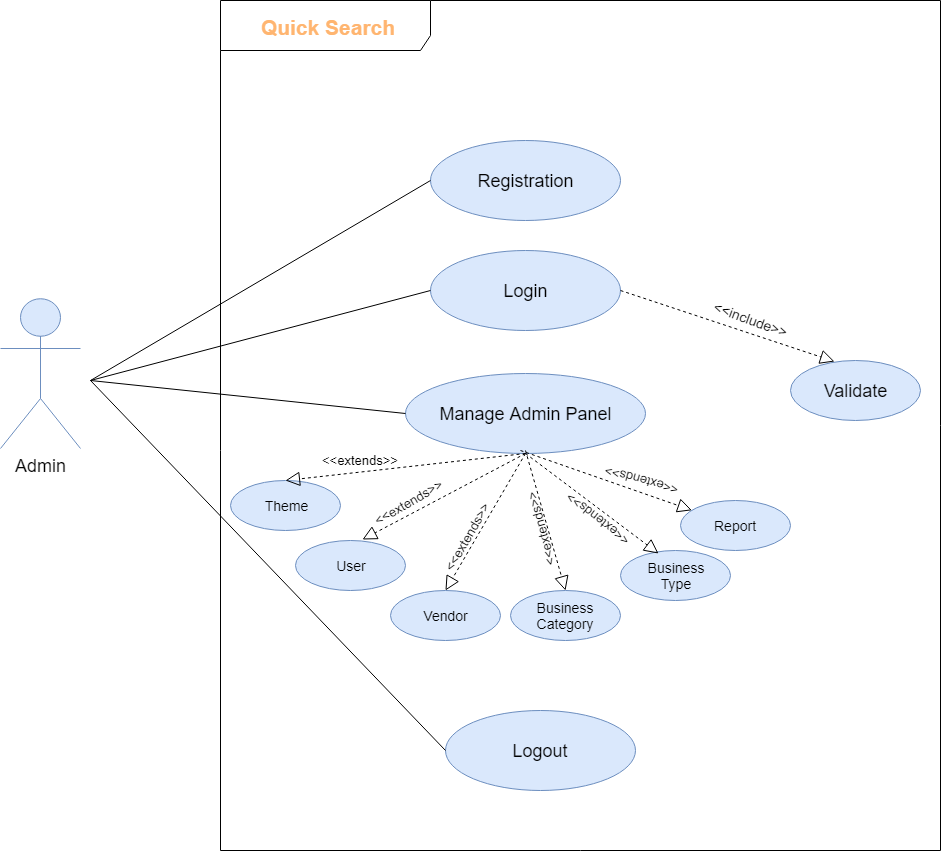 Quick Search
Registration
Login
<<include>>
Validate
Manage Admin Panel
Admin
<<extends>>
<<extends>>
<<extends>>
<<extends>>
<<extends>>
<<extends>>
Theme
Report
User
Business
Type
Vendor
Business
Category
Logout